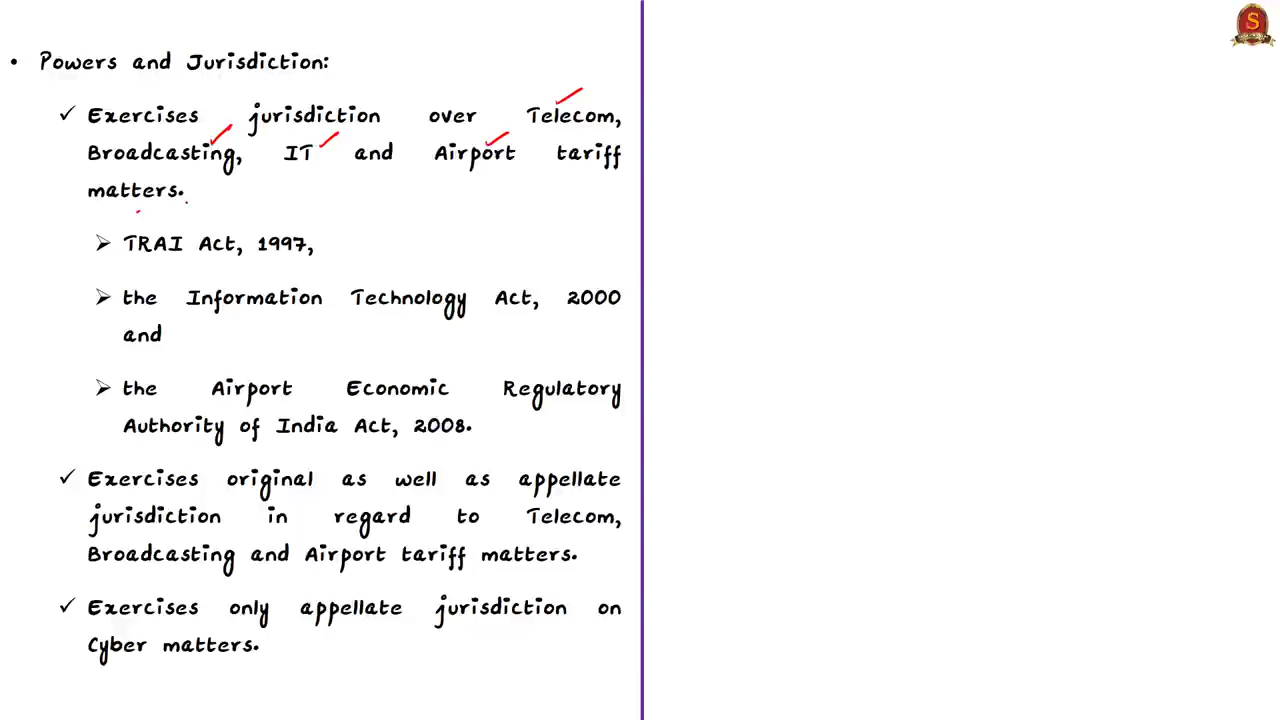 • Powers and Jurisdiction:
✓ Exercises jurisdiction over Telecom,
Broadcasting, IT and Airport tariff
matters.
➢ TRAI Act, 1997,
➢ the Information Technology Act, 2000
and
➢ the Airport Economic Regulatory
Authority of India Act, 2008.
✓ Exercises original as well as appellate
jurisdiction in regard to Telecom,
Broadcasting and Airport tariff matters.
✓ Exercises only appellate jurisdiction on
Cyber matters.
S